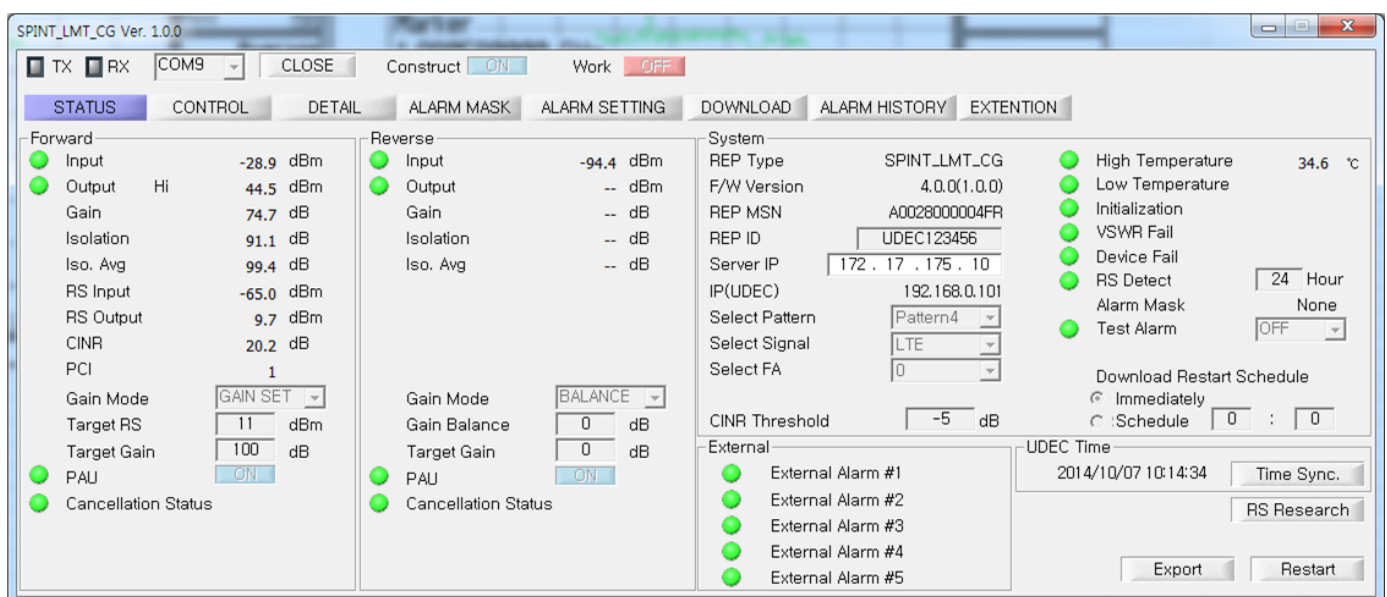 SPINT_LMT_CG Ver. 1.0.0
TX RX COM9 CLOSE Construct ON Work OFF
STATUS CONTROL DETAIL ALARM MASK ALARM SETTING DOWNLOAD ALARM HISTORY EXTENTION
Forward
Input -28.9 dBm
Output Hi 44.5 dBm
Gain 74.7 dB
Isolation 91.1 dB
Iso. Avg 99.4 dB
RS Input -65.0 dBm
RS Output 9.7 dBm
CINR 20.2 dB
PCI 1
Gain Mode GAIN SET
Target RS 11 dBm
Target Gain 100 dB
PAU ON
Cancellation Status
Reverse
Input -94.4 dBm
Output -- dBm
Gain -- dB
Isolation -- dB
Iso. Avg -- dB
Gain Mode BALANCE
Gain Balance 0 dB
Target Gain 0 dB
PAU ON
Cancellation Status
System
REP Type SPINT_LMT_CG
F/W Version 4.0.0(1.0.0)
REP MSN A0028000004FR
REP ID UDEC123456
Server IP 172 . 17 . 175 . 10
IP(UDEC) 192.168.0.101
Select Pattern Pattern4
Select Signal LTE
Select FA 0
CINR Threshold -5 dB
High Temperature 34.6 ℃
Low Temperature
Initialization
VSWR Fail
Device Fail
RS Detect 24 Hour
Alarm Mask None
Test Alarm OFF
Download Restart Schedule
Immediately
:Schedule 0 : 0
External
External Alarm #1
External Alarm #2
External Alarm #3
External Alarm #4
External Alarm #5
UDEC Time
2014/10/07 10:14:34 Time Sync.
RS Research
Export Restart